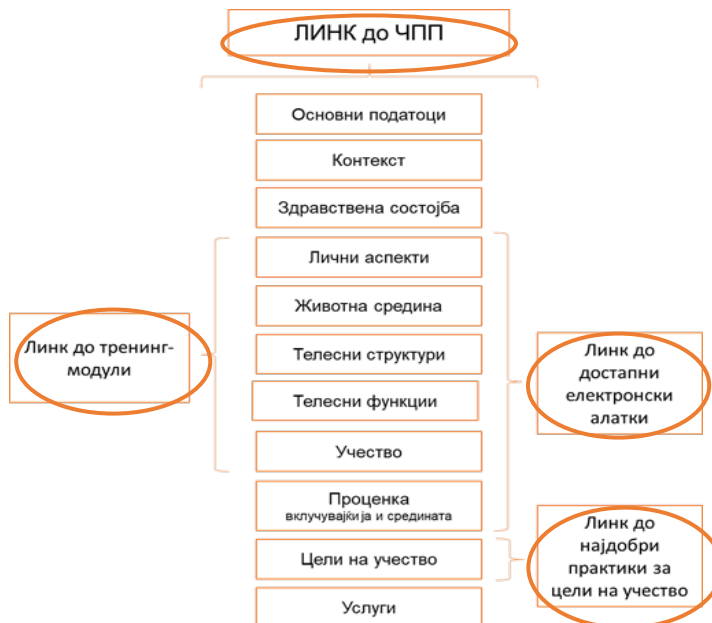 ЛИНК до ЧПП
Основни податоци
Контекст
Здравствена состојба
Лични аспекти
Животна средина
Телесни структури
Телесни функции
Учество
Проценка
вклучувајќи ја и средината
Цели на учество
Услуги
Линк до тренинг-
модули
Линк до
достапни
електронски
алатки
Линк до
најдобри
практики за
цели на учество